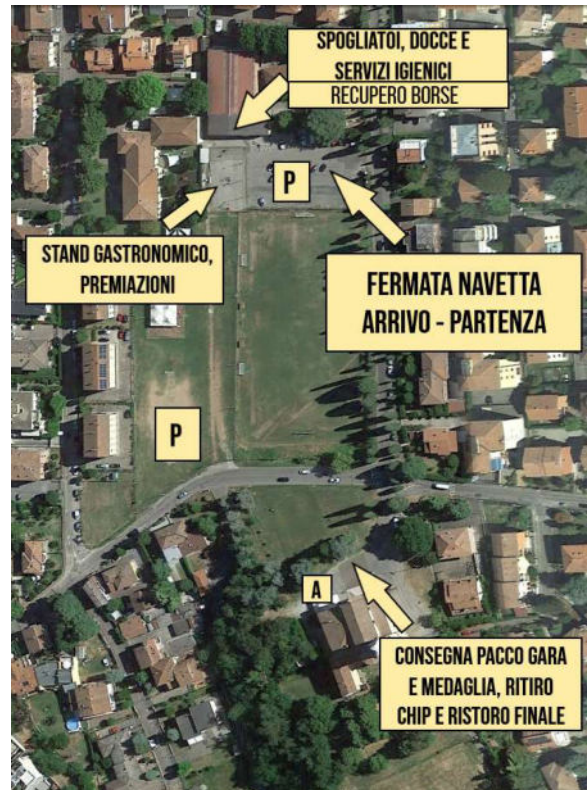 SPOGLIATOI, DOCCE E
SERVIZI IGIENICI
RECUPERO BORSE
P
STAND GASTRONOMICO,
PREMIAZIONI
FERMATA NAVETTA
ARRIVO - PARTENZA
P
A
CONSEGNA PACCO GARA
E MEDAGLIA, RITIRO
CHIP E RISTORO FINALE